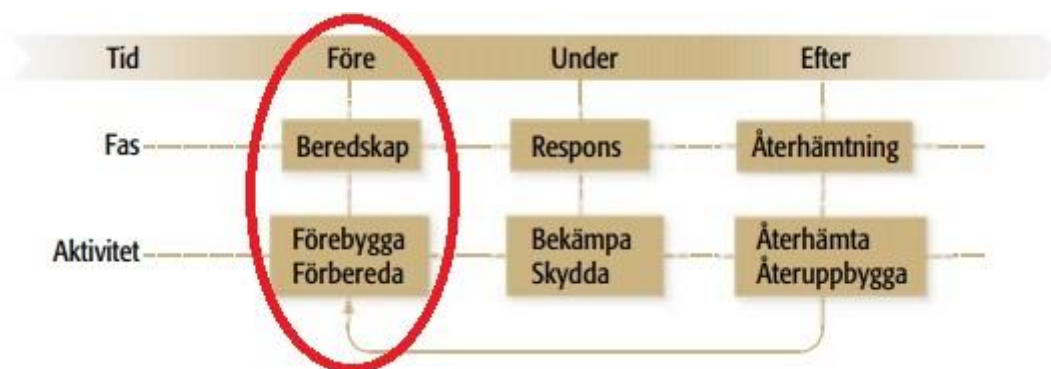 Tid Före Under Efter
Fas Beredskap Respons Återhämtning
Aktivitet
Förebygga
Förbereda
Bekämpa
Skydda
Återhämta
Återuppbygga